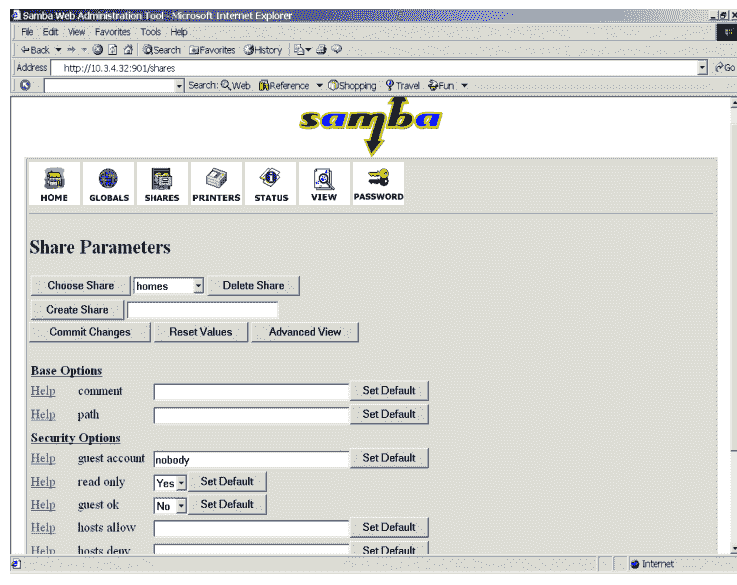 Samba Web Administration Tool - Microsoft Internet Explorer
File Edit View Favorites Tools Help
Back Search Favorites History
Address http://10.3.4.32:901/shares Go
Search: Web Reference Shopping Travel Fun
samba
HOME GLOBALS SHARES PRINTERS STATUS VIEW PASSWORD
Share Parameters
Choose Share homes Delete Share
Create Share
Commit Changes Reset Values Advanced View
Base Options
Help comment Set Default
Help path Set Default
Security Options
Help guest account nobody Set Default
Help read only Yes Set Default
Help guest ok No Set Default
Help hosts allow Set Default
Help hosts deny Set Default
Internet